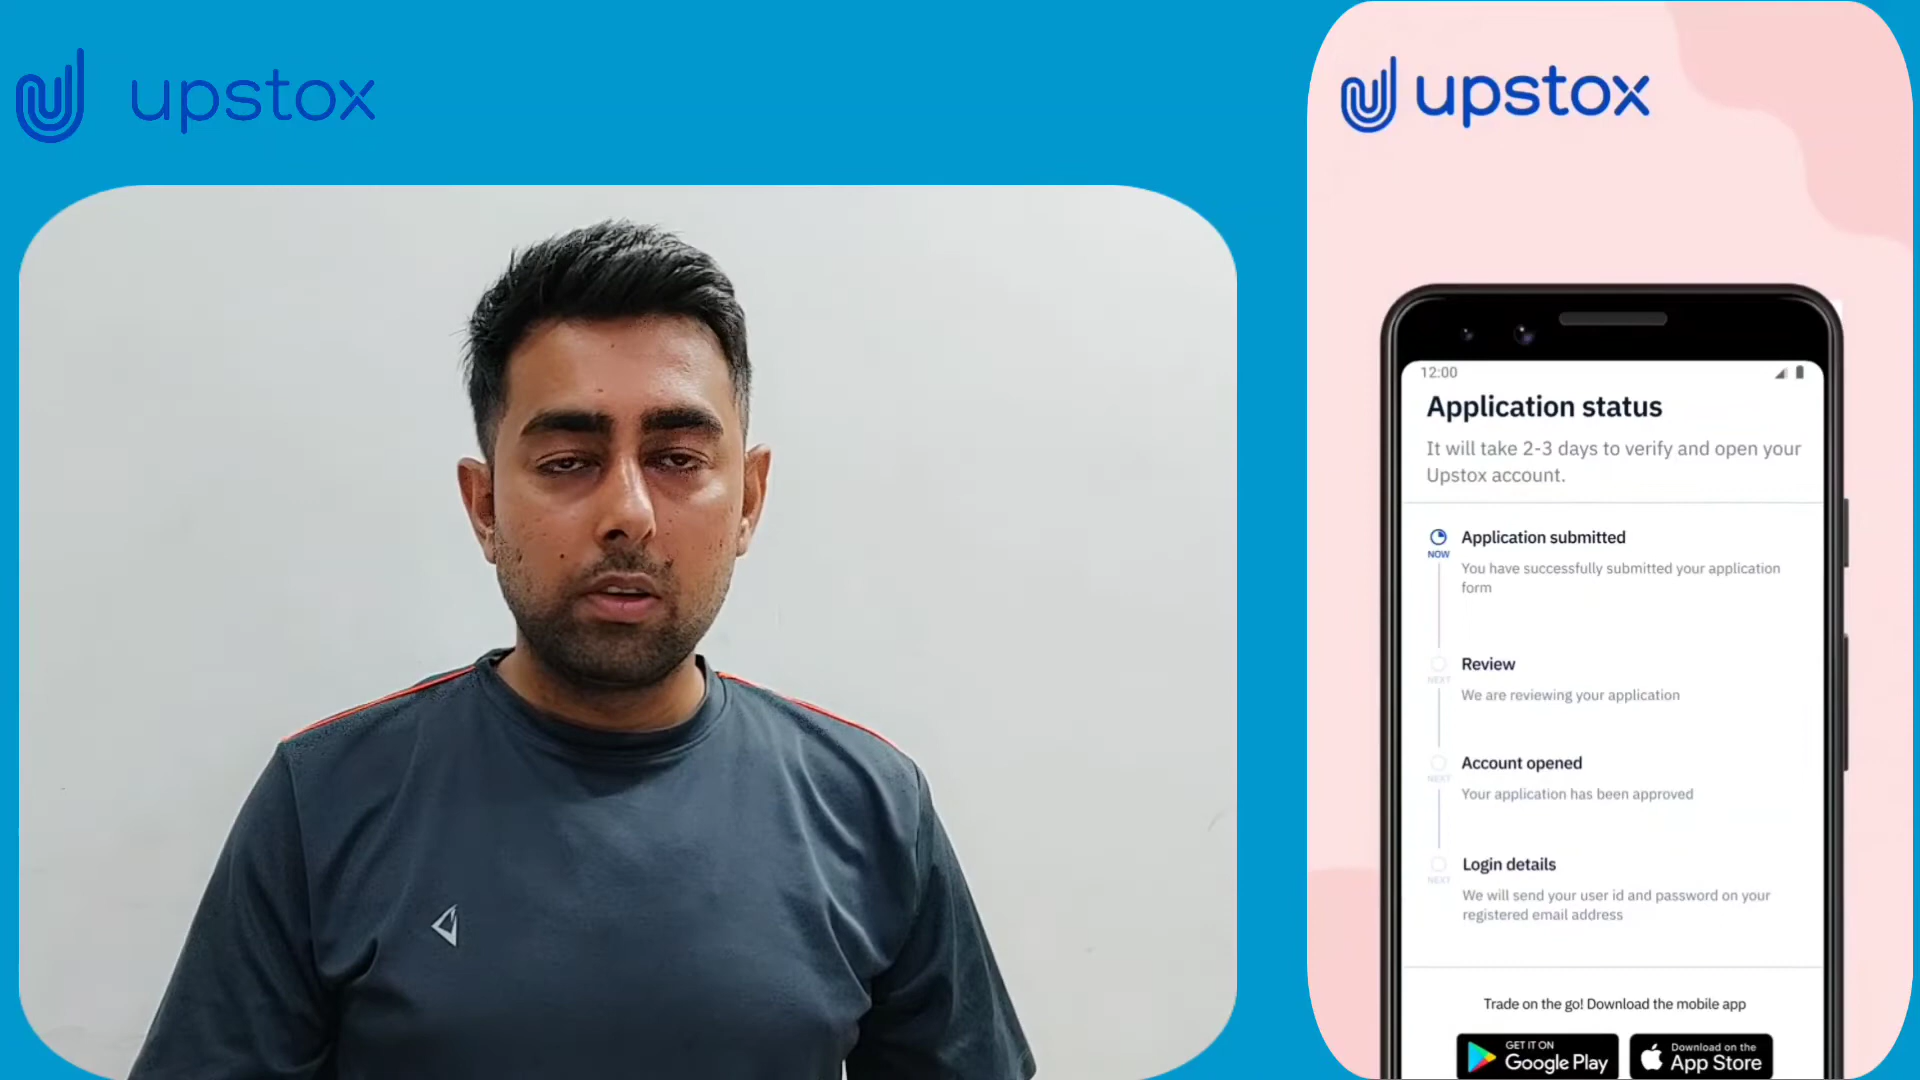 upstox
upstox
12:00
Application status
It will take 2-3 days to verify and open your
Upstox account.
NOW
Application submitted
You have successfully submitted your application
form
NEXT
Review
We are reviewing your application
NEXT
Account opened
Your application has been approved
NEXT
Login details
We will send your user id and password on your
registered email address
Trade on the go! Download the mobile app
GET IT ON
Google Play
Download on the
App Store